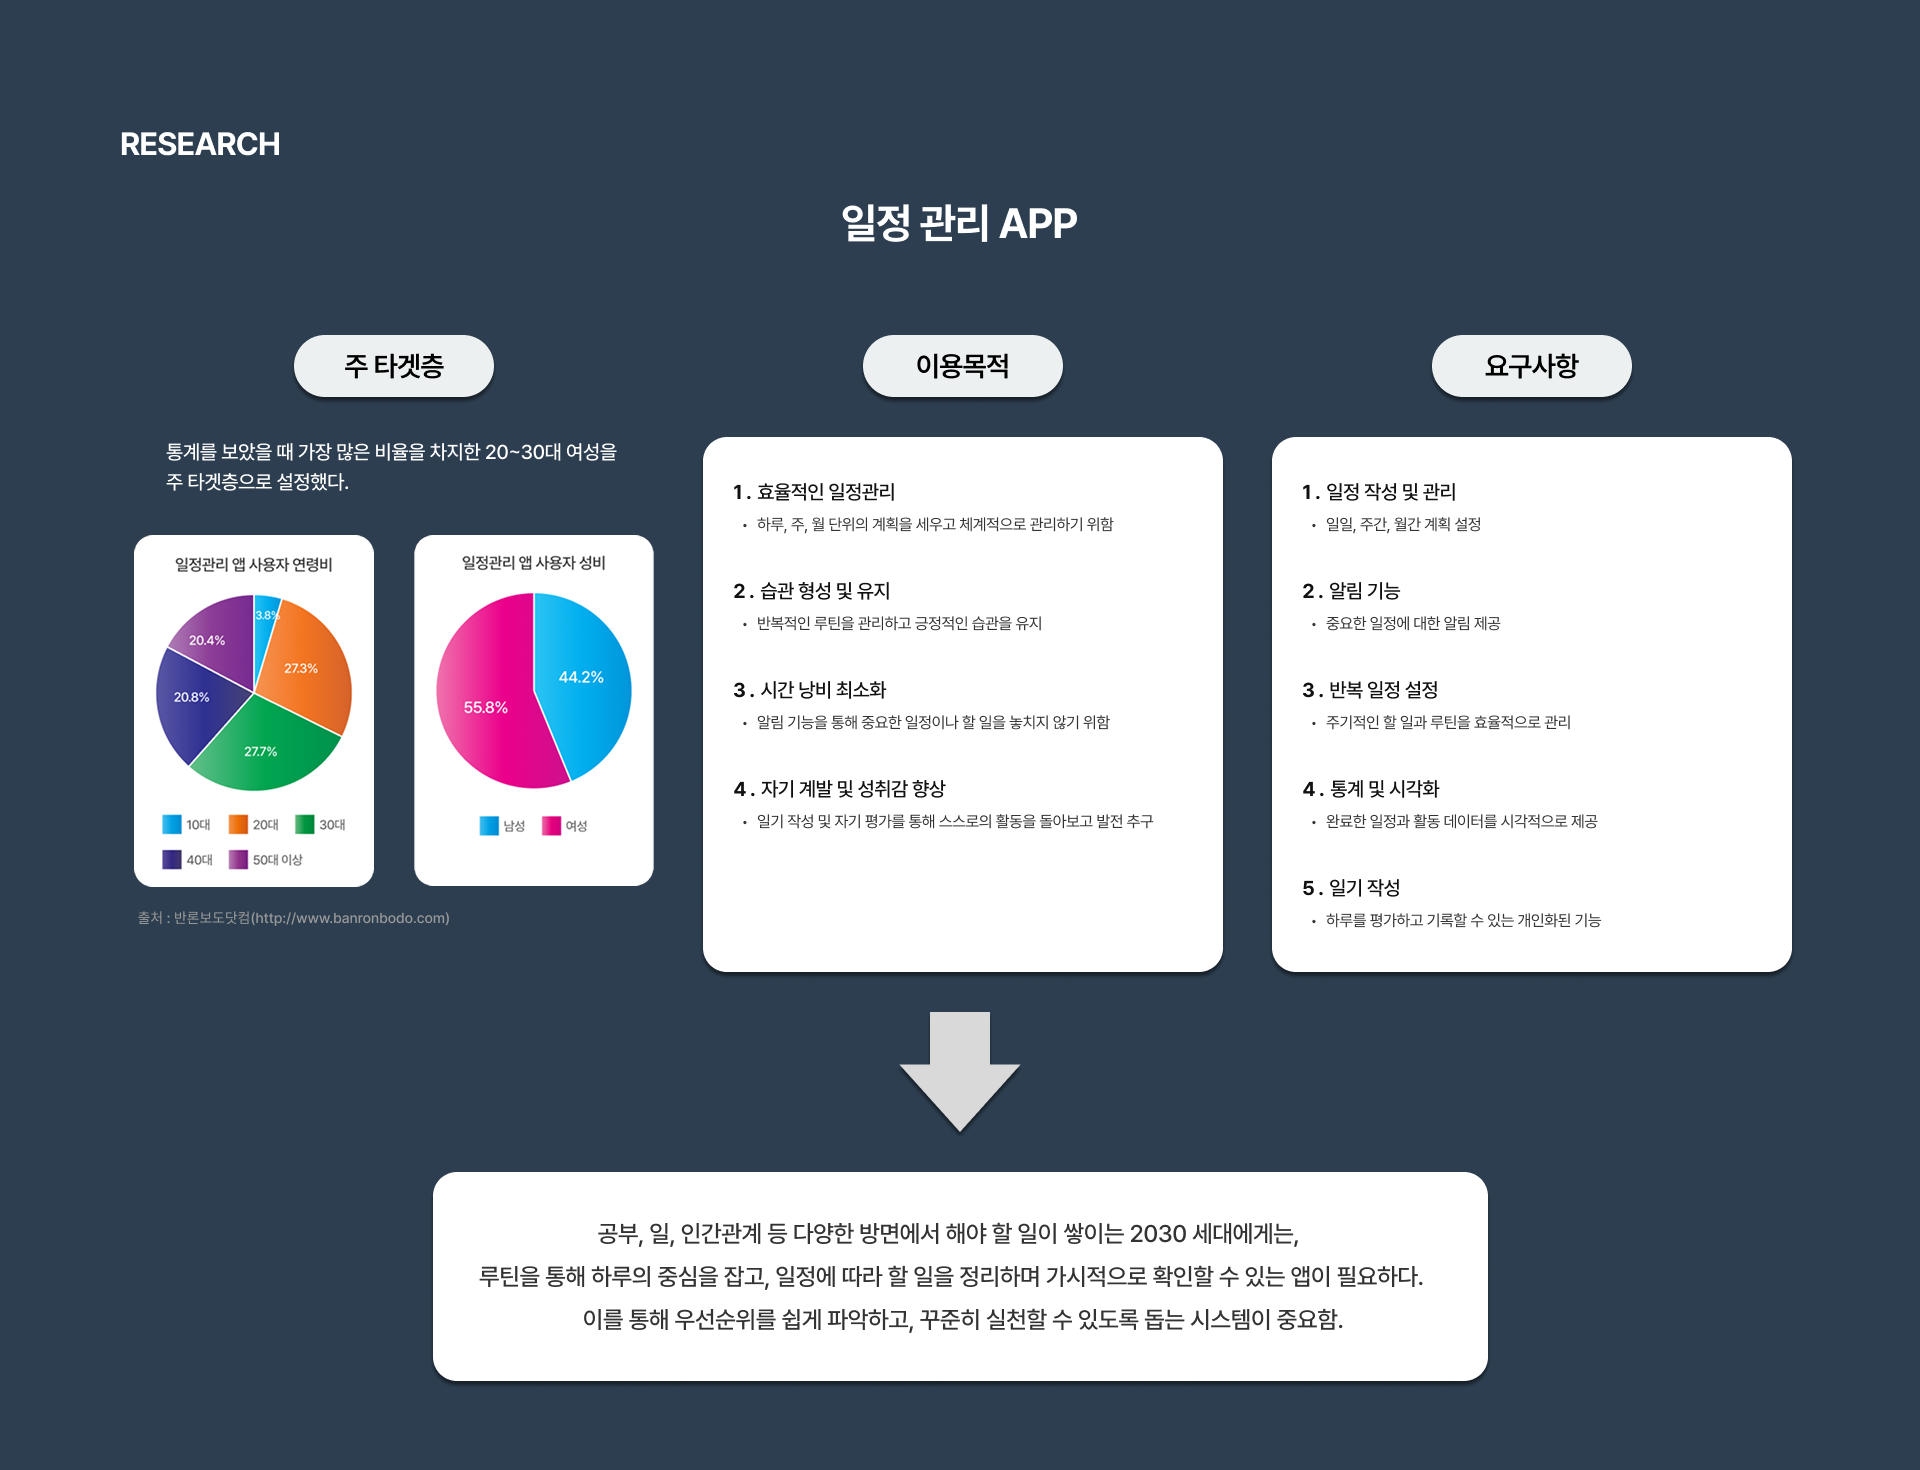 RESEARCH
일정 관리 APP
주 타겟층
통계를 보았을 때 가장 많은 비율을 차지한 20~30대 여성을
주 타겟층으로 설정했다.
일정관리 앱 사용자 연령비
3.8%
27.3%
27.7%
20.8%
20.4%
10대 20대 30대
40대 50대 이상
일정관리 앱 사용자 성비
44.2%
55.8%
남성 여성
출처 : 반론보도닷컴(http://www.banronbodo.com)
이용목적
1. 효율적인 일정관리
• 하루, 주, 월 단위의 계획을 세우고 체계적으로 관리하기 위함
2. 습관 형성 및 유지
• 반복적인 루틴을 관리하고 긍정적인 습관을 유지
3. 시간 낭비 최소화
• 알림 기능을 통해 중요한 일정이나 할 일을 놓치지 않기 위함
4. 자기 계발 및 성취감 향상
• 일기 작성 및 자기 평가를 통해 스스로의 활동을 돌아보고 발전 추구
요구사항
1. 일정 작성 및 관리
• 일일, 주간, 월간 계획 설정
2. 알림 기능
• 중요한 일정에 대한 알림 제공
3. 반복 일정 설정
• 주기적인 할 일과 루틴을 효율적으로 관리
4. 통계 및 시각화
• 완료한 일정과 활동 데이터를 시각적으로 제공
5. 일기 작성
• 하루를 평가하고 기록할 수 있는 개인화된 기능
공부, 일, 인간관계 등 다양한 방면에서 해야 할 일이 쌓이는 2030 세대에게는,
루틴을 통해 하루의 중심을 잡고, 일정에 따라 할 일을 정리하며 가시적으로 확인할 수 있는 앱이 필요하다.
이를 통해 우선순위를 쉽게 파악하고, 꾸준히 실천할 수 있도록 돕는 시스템이 중요함.